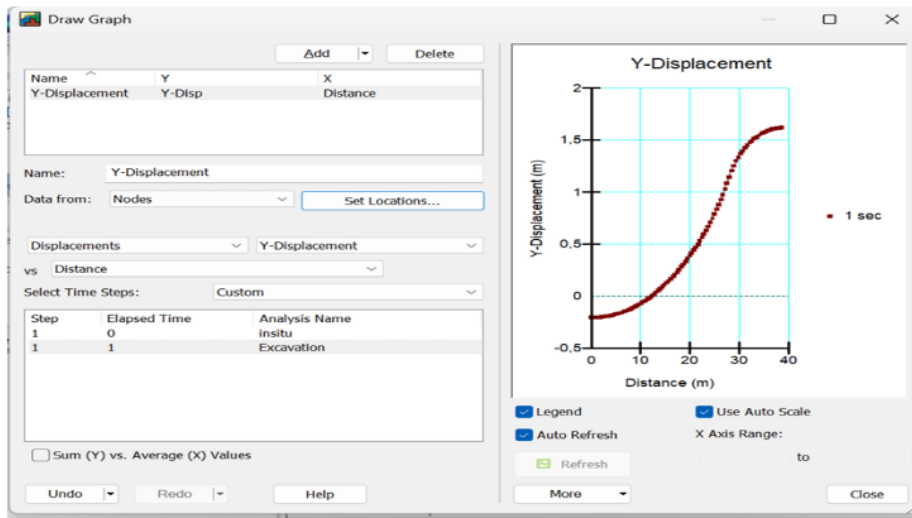 Draw Graph
Add
Delete
Name Y X
Y-Displacement Y-Disp Distance
Name: Y-Displacement
Data from: Nodes
Set Locations...
Displacements
Y-Displacement
vs Distance
Select Time Steps: Custom
Step Elapsed Time Analysis Name
1 0 insitu
1 1 Excavation
Sum (Y) vs. Average (X) Values
Undo
Redo
Help
Y-Displacement
Y-Displacement (m)
2
1.5
1
0.5
0
-0.5
0 10 20 30 40
Distance (m)
1 sec
Legend
Use Auto Scale
Auto Refresh
X Axis Range:
Refresh
to
More
Close